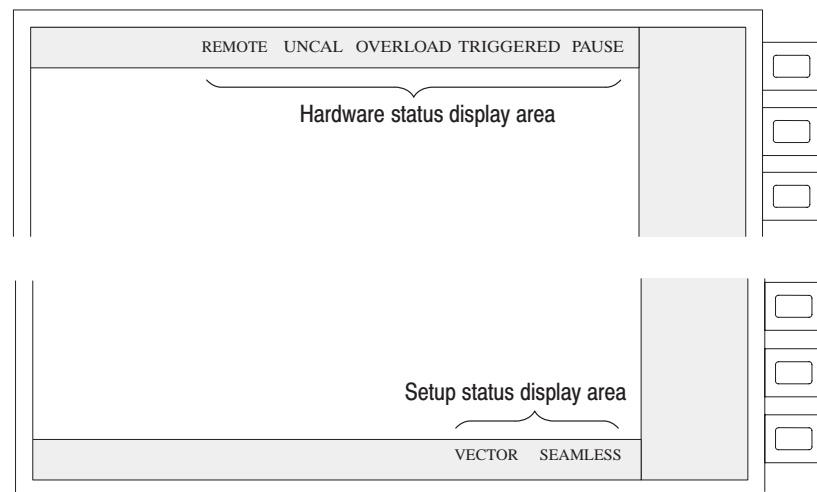 REMOTE UNCAL OVERLOAD TRIGGERED PAUSE
Hardware status display area
Setup status display area
VECTOR SEAMLESS